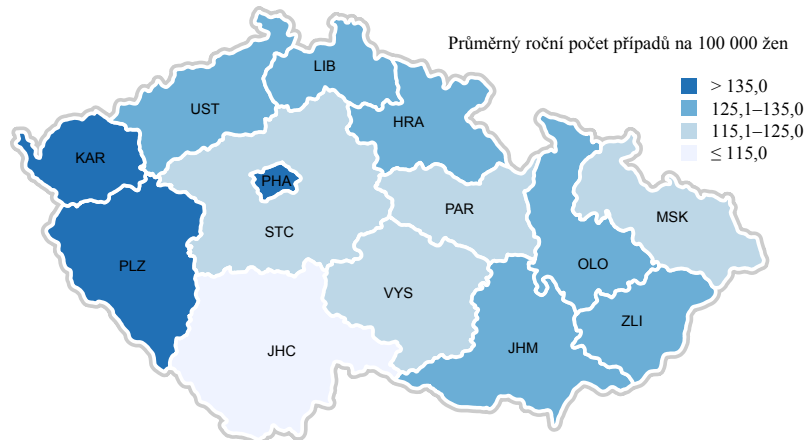 Průměrný roční počet případů na 100 000 žen
> 135,0
125,1–135,0
115,1–125,0
≤ 115,0
LIB
UST
HRA
KAR
PHA
PAR
MSK
STC
PLZ
OLO
VYS
ZLI
JHC
JHM